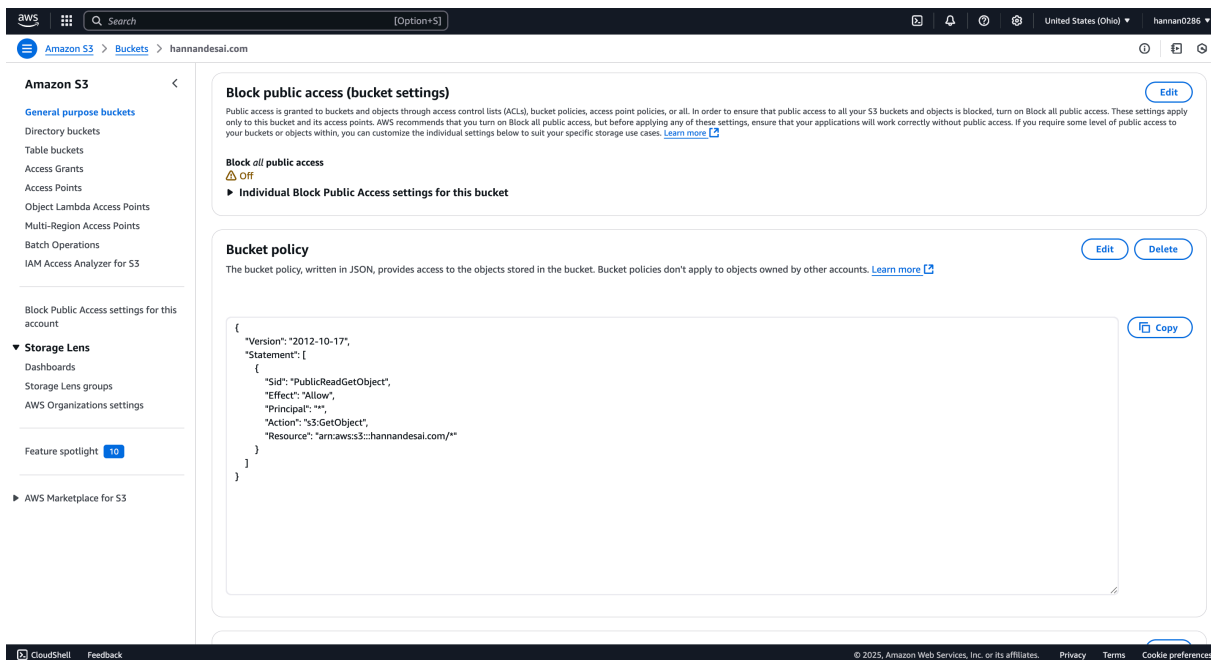 aws
Search
[Option+S]
United States (Ohio)
hannan0286
Amazon S3 > Buckets > hannandesai.com
Amazon S3
General purpose buckets
Directory buckets
Table buckets
Access Grants
Access Points
Object Lambda Access Points
Multi-Region Access Points
Batch Operations
IAM Access Analyzer for S3
Block Public Access settings for this
account
Storage Lens
Dashboards
Storage Lens groups
AWS Organizations settings
Feature spotlight 10
AWS Marketplace for S3
Block public access (bucket settings)
Edit
Public access is granted to buckets and objects through access control lists (ACLs), bucket policies, access point policies, or all. In order to ensure that public access to all your S3 buckets and objects is blocked, turn on Block all public access. These settings apply
only to this bucket and its access points. AWS recommends that you turn on Block all public access, but before applying any of these settings, ensure that your applications will work correctly without public access. If you require some level of public access to
your buckets or objects within, you can customize the individual settings below to suit your specific storage use cases. Learn more
Block all public access
Off
Individual Block Public Access settings for this bucket
Bucket policy
Edit
Delete
The bucket policy, written in JSON, provides access to the objects stored in the bucket. Bucket policies don't apply to objects owned by other accounts. Learn more
Copy
{
"Version": "2012-10-17",
"Statement": [
{
"Sid": "PublicReadGetObject",
"Effect": "Allow",
"Principal": "*",
"Action": "s3:GetObject",
"Resource": "arn:aws:s3:::hannandesai.com/*"
}
]
}
CloudShell
Feedback
© 2025, Amazon Web Services, Inc. or its affiliates.
Privacy
Terms
Cookie preferences